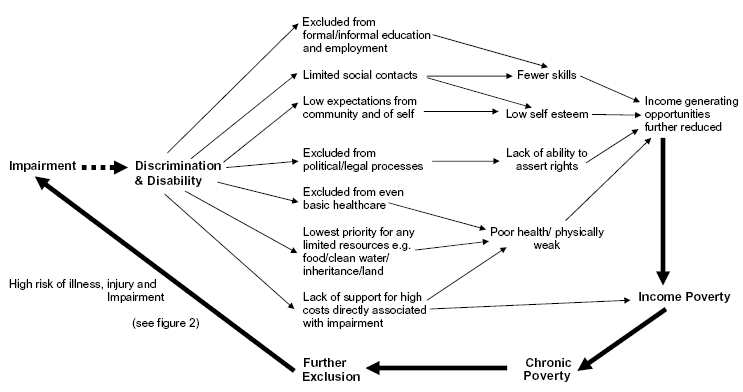 Excluded from
formal/informal education
and employment
Limited social contacts
Fewer skills
Low expectations from
community and of self
Low self esteem
Income generating
opportunities
further reduced
Impairment
Discrimination
& Disability
Excluded from
political/legal processes
Lack of ability to
assert rights
Excluded from even
basic healthcare
Lowest priority for any
limited resources e.g.
food/clean water/
inheritance/land
Poor health/ physically
weak
Lack of support for high
costs directly associated
with impairment
Income Poverty
High risk of illness, injury and
Impairment
(see figure 2)
Further
Exclusion
Chronic
Poverty